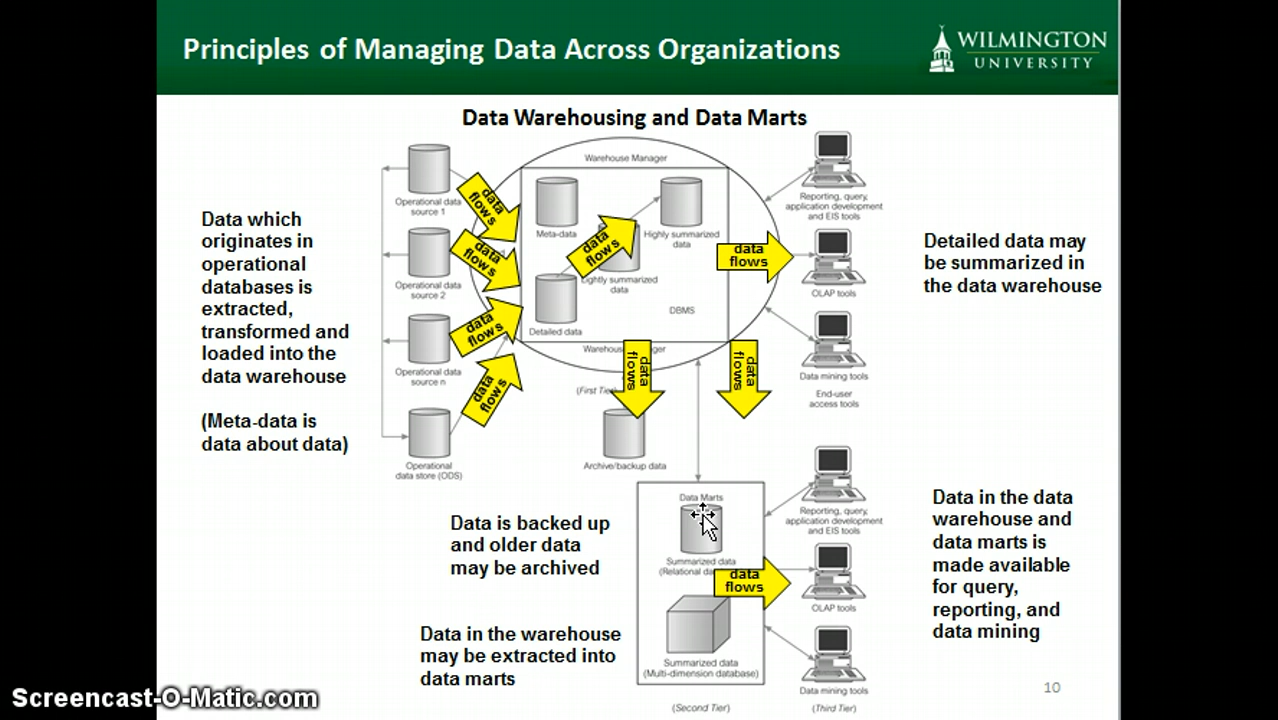 Principles of Managing Data Across Organizations
WILMINGTON
UNIVERSITY
Data Warehousing and Data Marts
Data which
originates in
operational
databases is
extracted,
transformed and
loaded into the
data warehouse
(Meta-data is
data about data)
Operational data
source 1
Operational data
source 2
Operational data
source n
Operational
data store (ODS)
data
flows
data
flows
data
flows
data
flows
Warehouse Manager
Meta-data
Highly summarized
data
data
flows
Lightly summarized
data
Detailed data
DBMS
data
flows
data
flows
data
flows
(First
Archive/backup data
Reporting, query,
application development
and EIS tools
OLAP tools
Data mining tools
End-user
access tools
Detailed data may
be summarized in
the data warehouse
Data is backed up
and older data
may be archived
Data in the warehouse
may be extracted into
data marts
Data Marts
Summarized data
(Relational
data
flows
Summarized data
(Multi-dimension database)
(Second Tier)
Reporting, query,
application development
and EIS tools
OLAP tools
Data mining tools
(Third Tier)
Data in the data
warehouse and
data marts is
made available
for query,
reporting, and
data mining
10
Screencast-O-Matic.com